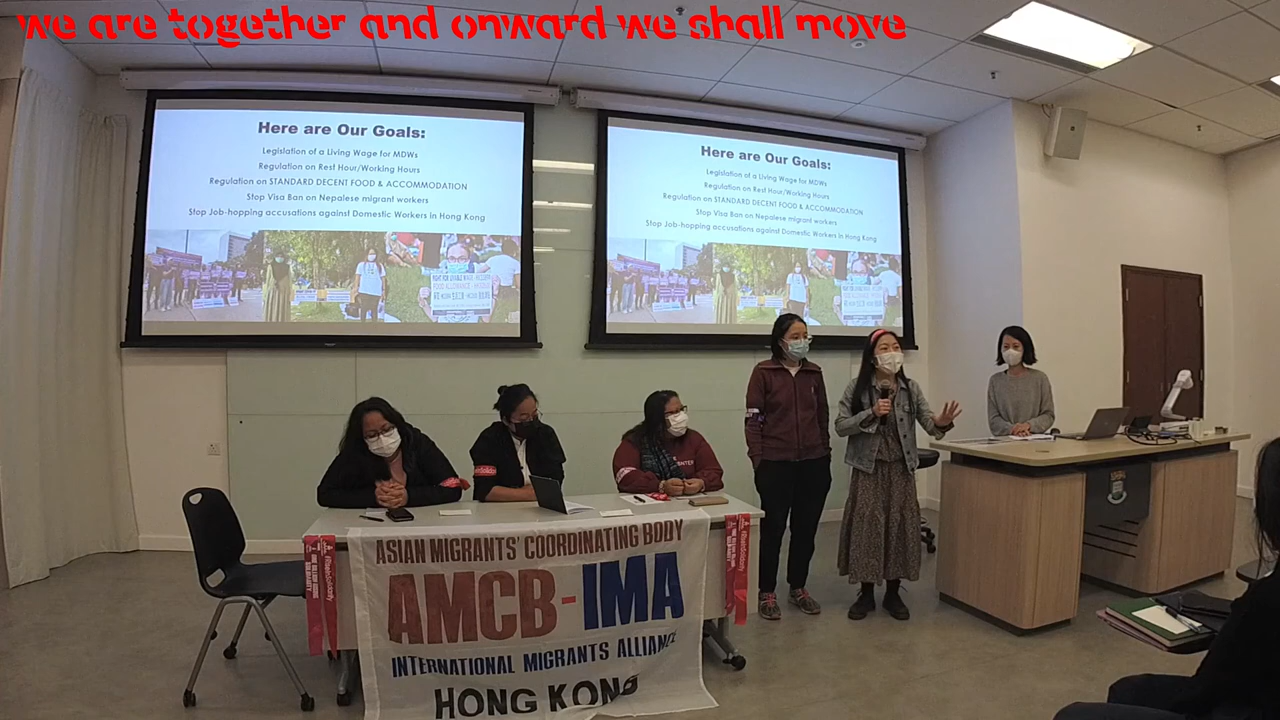 we are together and onward we shall move
Here are Our Goals:
Legislation of a Living Wage for MDWs
Regulation on Rest Hour/Working Hours
Regulation on STANDARD DECENT FOOD & ACCOMMODATION
Stop Visa Ban on Nepalese migrant workers
Stop Job-hopping accusations against Domestic Workers in Hong Kong
Here are Our Goals:
Legislation of a Living Wage for MDWs
Regulation on Rest Hour/Working Hours
Regulation on STANDARD DECENT FOOD & ACCOMMODATION
Stop Visa Ban on Nepalese migrant workers
Stop Job-hopping accusations against Domestic Workers in Hong Kong
ASIAN MIGRANTS' COORDINATING BODY
AMCB-IMA
INTERNATIONAL MIGRANTS ALLIANCE
HONG KONG